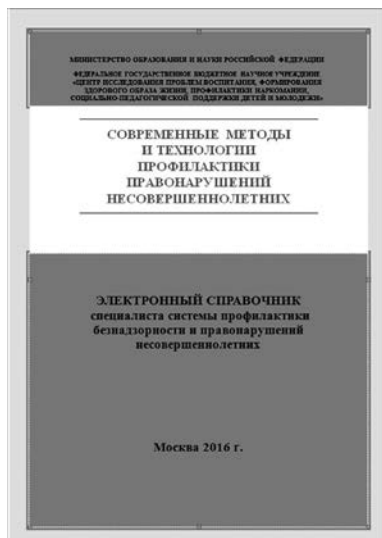 МИНИСТЕРСТВО ОБРАЗОВАНИЯ И НАУКИ РОССИЙСКОЙ ФЕДЕРАЦИИ
ФЕДЕРАЛЬНОЕ ГОСУДАРСТВЕННОЕ БЮДЖЕТНОЕ НАУЧНОЕ УЧРЕЖДЕНИЕ
«ЦЕНТР ИССЛЕДОВАНИЯ ПРОБЛЕМ ВОСПИТАНИЯ, ФОРМИРОВАНИЯ
ЗДОРОВОГО ОБРАЗА ЖИЗНИ, ПРОФИЛАКТИКИ НАРКОМАНИИ,
СОЦИАЛЬНО-ПЕДАГОГИЧЕСКОЙ ПОДДЕРЖКИ ДЕТЕЙ И МОЛОДЕЖИ»
СОВРЕМЕННЫЕ МЕТОДЫ
И ТЕХНОЛОГИИ
ПРОФИЛАКТИКИ
ПРАВОНАРУШЕНИЙ
НЕСОВЕРШЕННОЛЕТНИХ
ЭЛЕКТРОННЫЙ СПРАВОЧНИК
специалиста системы профилактики
безнадзорности и правонарушений
несовершеннолетних
Москва 2016 г.